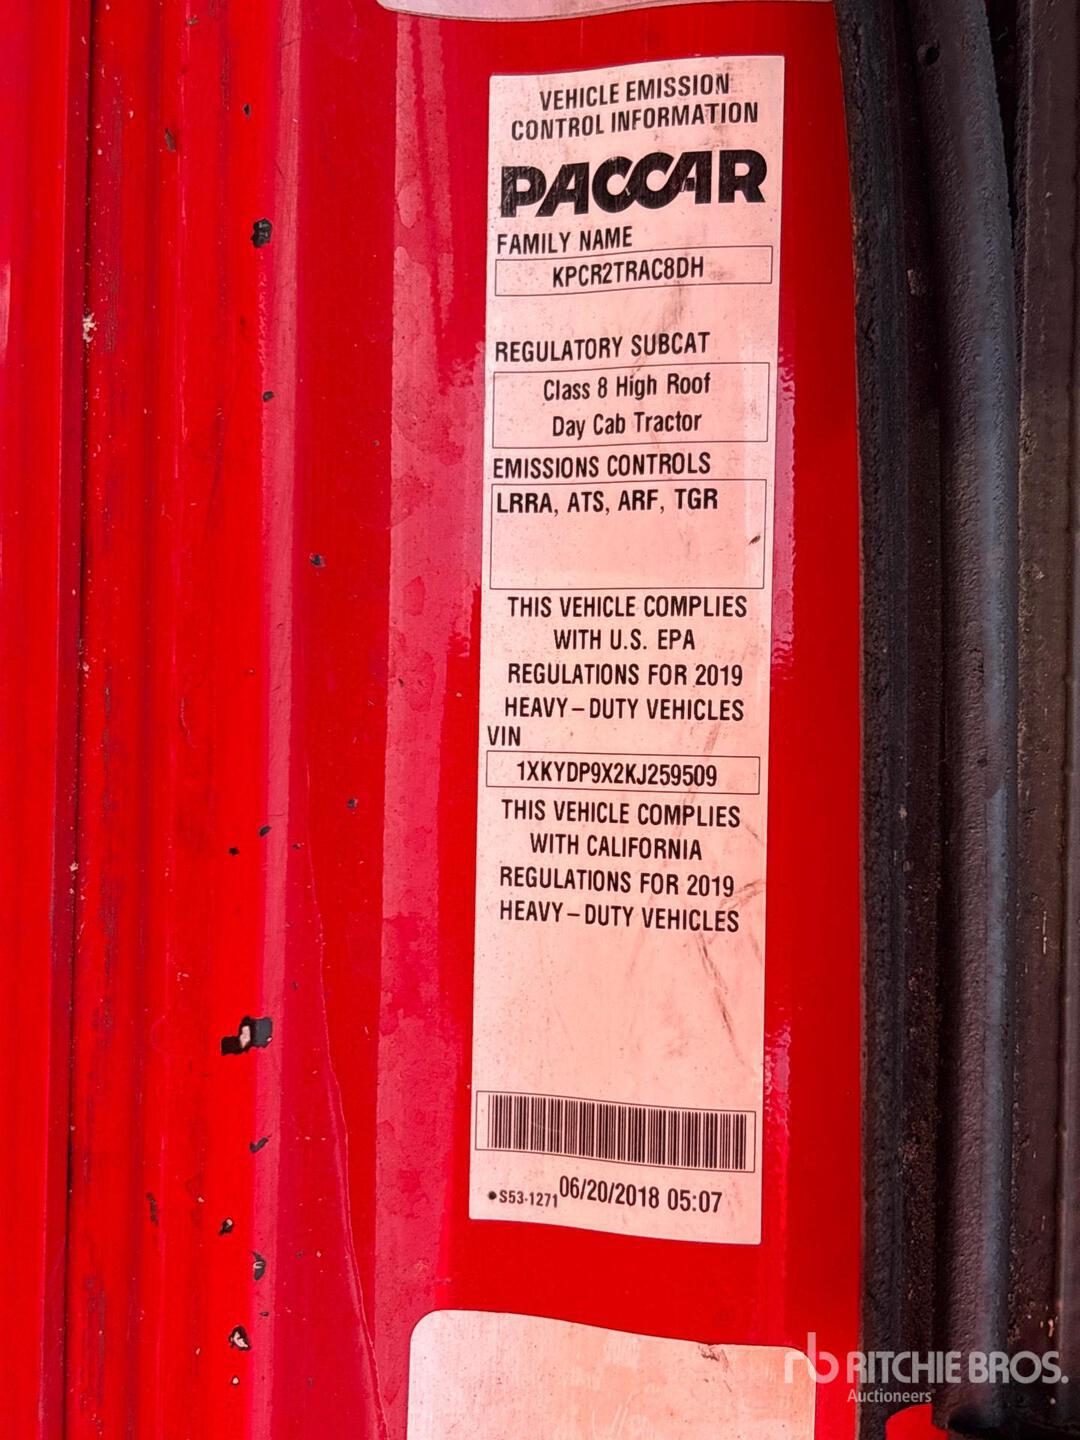 VEHICLE EMISSION
CONTROL INFORMATION
PACCAR
FAMILY NAME
KPCR2TRAC8DH
REGULATORY SUBCAT
Class 8 High Roof
Day Cab Tractor
EMISSIONS CONTROLS
LRRA, ATS, ARF, TGR
THIS VEHICLE COMPLIES
WITH U.S. EPA
REGULATIONS FOR 2019
HEAVY-DUTY VEHICLES
VIN
1XKYDP9X2KJ259509
THIS VEHICLE COMPLIES
WITH CALIFORNIA
REGULATIONS FOR 2019
HEAVY-DUTY VEHICLES
S53-1271 06/20/2018 05:07
rb RITCHIE BROS.
Auctioneers